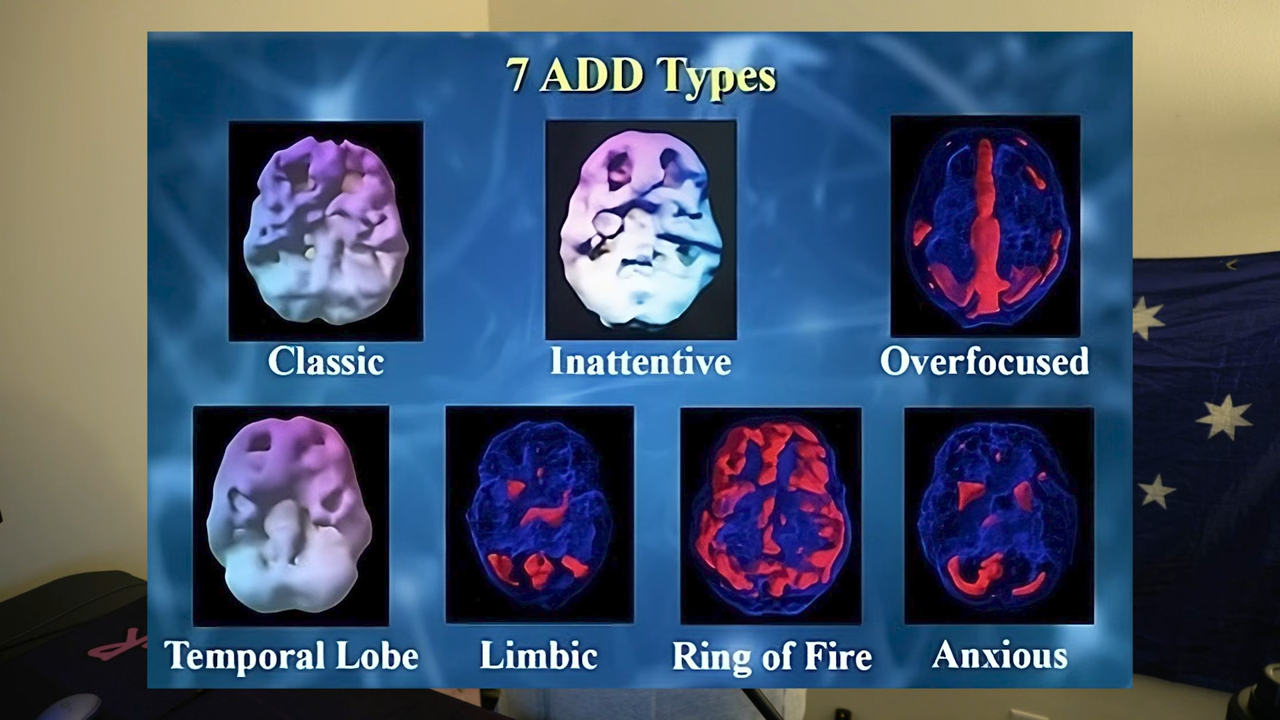 7 ADD Types
Classic
Inattentive
Overfocused
Temporal Lobe
Limbic
Ring of Fire
Anxious